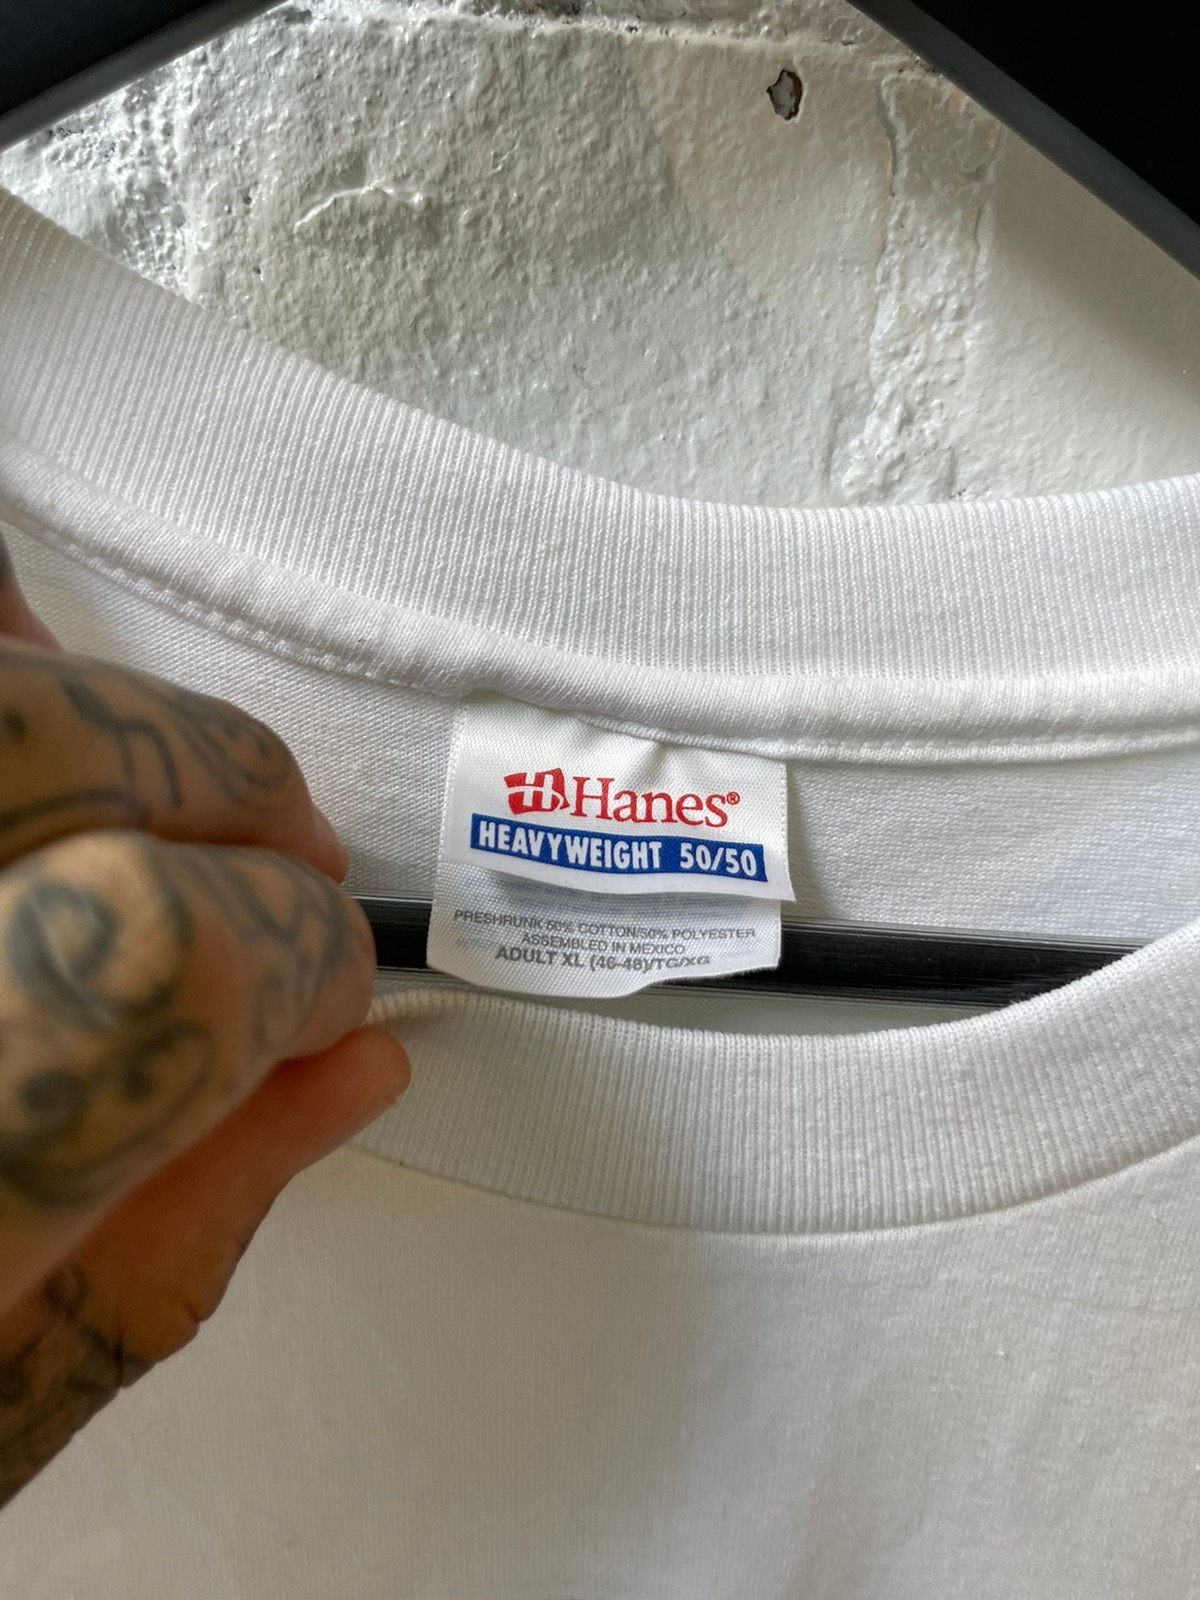 Hanes®
HEAVYWEIGHT 50/50
PRESHRUNK 50% COTTON/50% POLYESTER
ASSEMBLED IN MEXICO
ADULT XL (46-48)/TG/XG